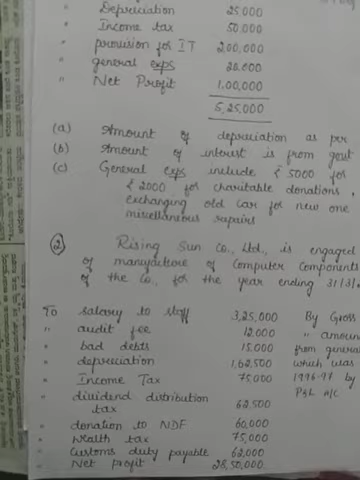 " Depreciation 25,000
" Income tax 50,000
" provision for IT 2,00,000
" general exps 20,000
" Net Profit 1,00,000
5,25,000
(a) Amount of depreciation as per
(b) Amount of interest is from gout
(c) General exps include ₹ 5000 for
₹ 2000 for charitable donations,
exchanging old car for new one
miscellaneous repairs
(2) Rising Sun Co., Ltd., is engaged
of manufacture of Computer Components
of the Co., for the year ending 31/3/
To salary to staff 3,25,000 By Gross
" audit fee 12,000 " amoun
" bad debts 15,000 from general
" depreciation 1,62,500 which was
" Income Tax 75,000 1996-97 by
" dividend distribution P&L A/c
tax 62,500
" donation to NDF 60,000
" Wealth tax 75,000
" Customs duty payable 62,000
" Net profit 28,50,000